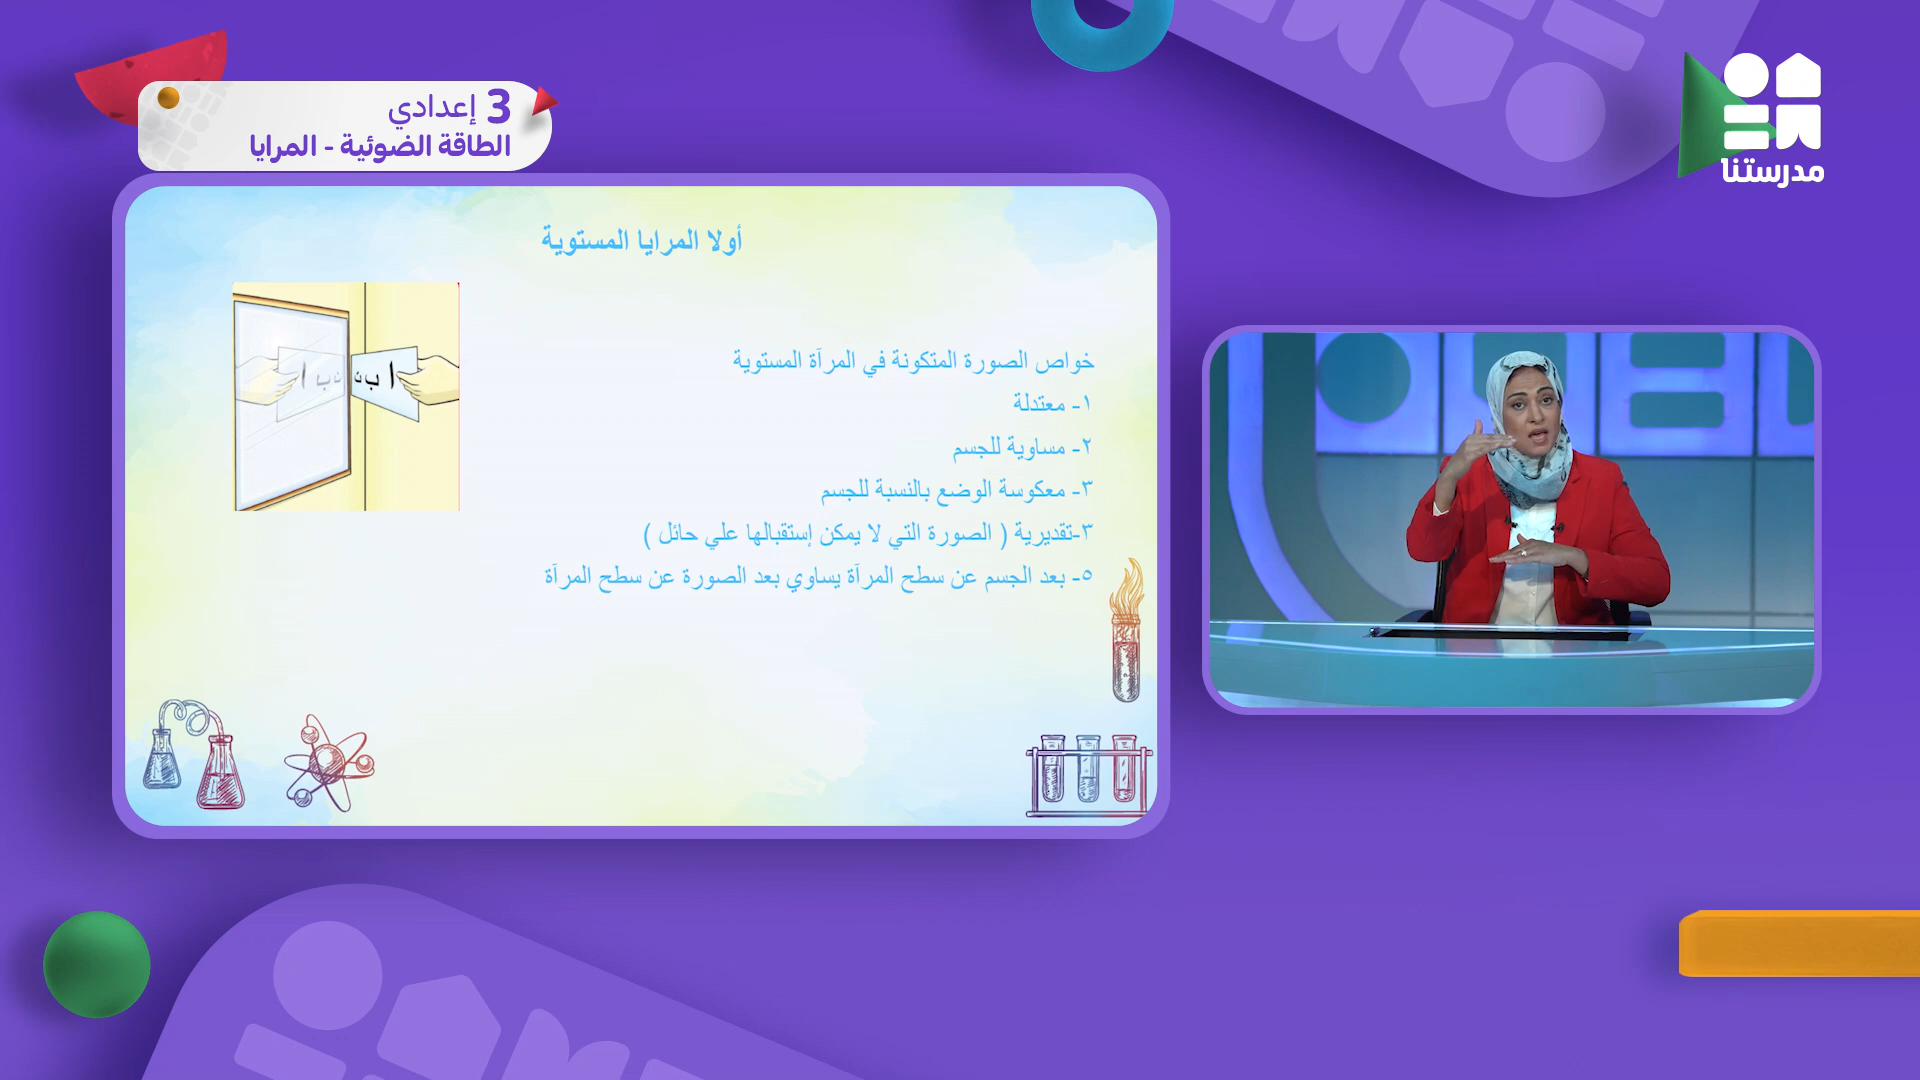 3 إعدادي
الطاقة الضوئية - المرايا
مدرستنا
أولا المرايا المستوية
خواص الصورة المتكونة في المرآة المستوية
١- معتدلة
٢- مساوية للجسم
٣- معكوسة الوضع بالنسبة للجسم
٣-تقديرية ( الصورة التي لا يمكن إستقبالها علي حائل )
٥- بعد الجسم عن سطح المرآة يساوي بعد الصورة عن سطح المرآة
ا ب ت